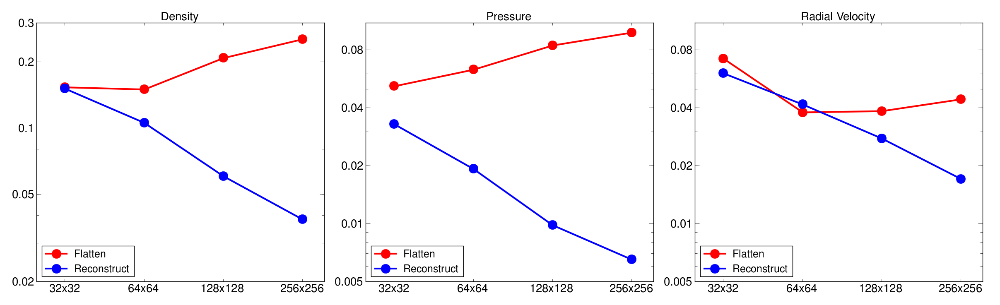 Density
0.3
0.2
0.1
0.05
0.02
32x32 64x64 128x128 256x256
Flatten
Reconstruct
Pressure
0.08
0.04
0.02
0.01
0.005
32x32 64x64 128x128 256x256
Flatten
Reconstruct
Radial Velocity
0.08
0.04
0.02
0.01
0.005
32x32 64x64 128x128 256x256
Flatten
Reconstruct